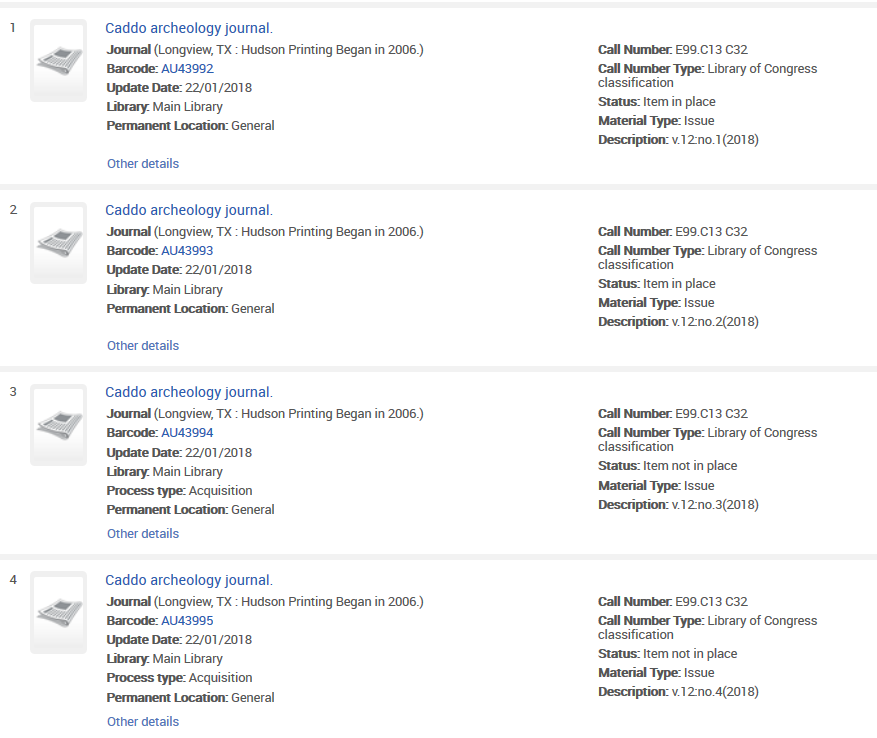 1
Caddo archeology journal.
Journal (Longview, TX : Hudson Printing Began in 2006.)
Barcode: AU43992
Update Date: 22/01/2018
Library: Main Library
Permanent Location: General
Call Number: E99.C13 C32
Call Number Type: Library of Congress
classification
Status: Item in place
Material Type: Issue
Description: v.12:no.1(2018)
Other details
2
Caddo archeology journal.
Journal (Longview, TX : Hudson Printing Began in 2006.)
Barcode: AU43993
Update Date: 22/01/2018
Library: Main Library
Permanent Location: General
Call Number: E99.C13 C32
Call Number Type: Library of Congress
classification
Status: Item in place
Material Type: Issue
Description: v.12:no.2(2018)
Other details
3
Caddo archeology journal.
Journal (Longview, TX : Hudson Printing Began in 2006.)
Barcode: AU43994
Update Date: 22/01/2018
Library: Main Library
Process type: Acquisition
Permanent Location: General
Call Number: E99.C13 C32
Call Number Type: Library of Congress
classification
Status: Item not in place
Material Type: Issue
Description: v.12:no.3(2018)
Other details
4
Caddo archeology journal.
Journal (Longview, TX : Hudson Printing Began in 2006.)
Barcode: AU43995
Update Date: 22/01/2018
Library: Main Library
Process type: Acquisition
Permanent Location: General
Call Number: E99.C13 C32
Call Number Type: Library of Congress
classification
Status: Item not in place
Material Type: Issue
Description: v.12:no.4(2018)
Other details